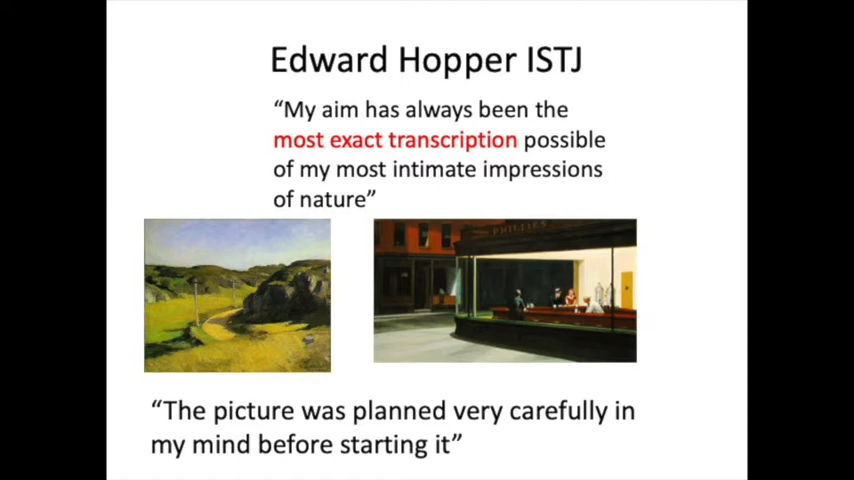 Edward Hopper ISTJ
“My aim has always been the
most exact transcription possible
of my most intimate impressions
of nature”
PHILLIES
“The picture was planned very carefully in
my mind before starting it”